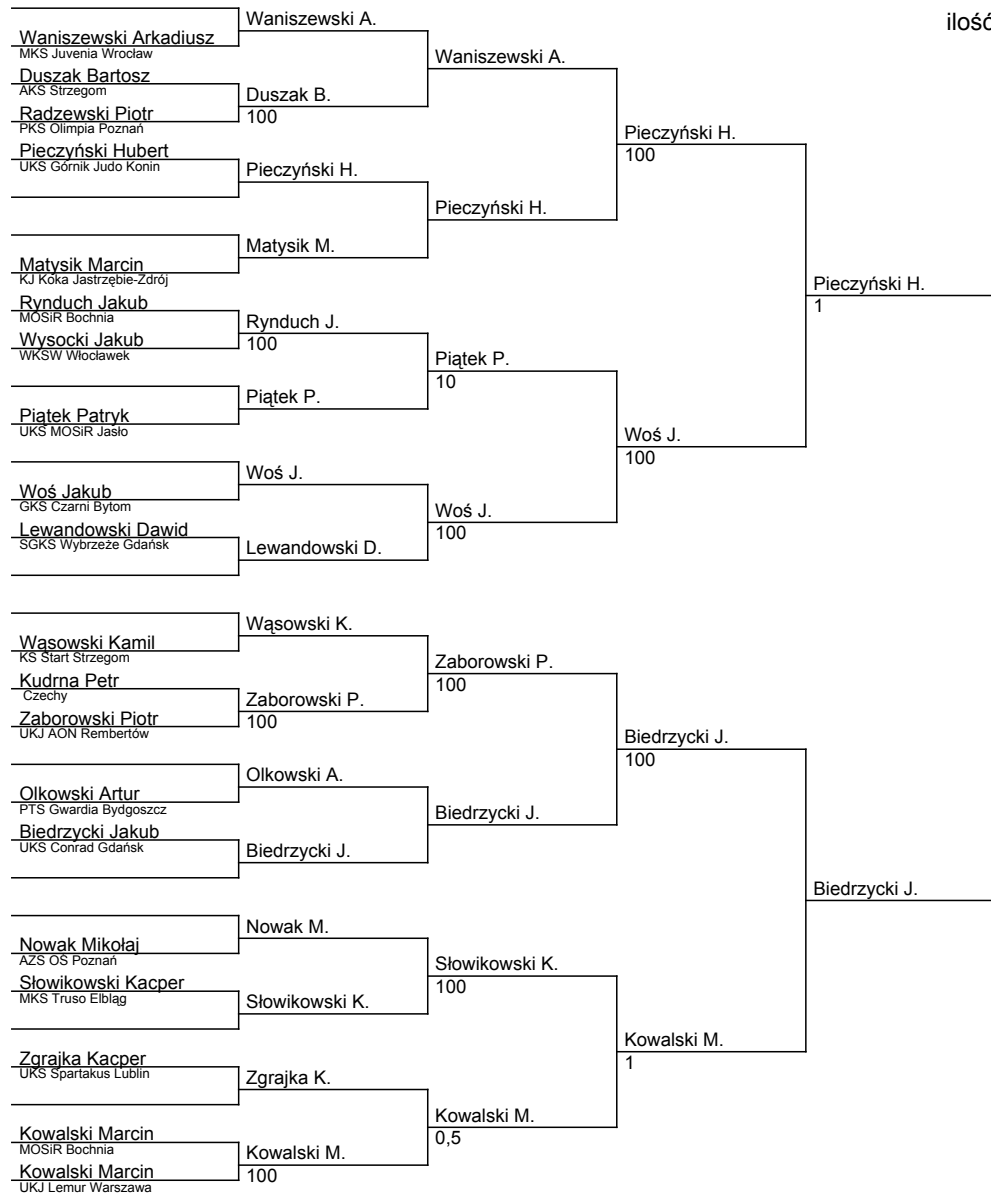 ilość
Waniszewski Arkadiusz
MKS Juvenia Wrocław
Duszak Bartosz
AKS Strzegom
Radzewski Piotr
PKS Olimpia Poznań
Pieczyński Hubert
UKS Górnik Judo Konin
Matysik Marcin
KJ Koka Jastrzębie-Zdrój
Rynduch Jakub
MOSiR Bochnia
Wysocki Jakub
WKSW Włocławek
Piątek Patryk
UKS MOSiR Jasło
Woś Jakub
GKS Czarni Bytom
Lewandowski Dawid
SGKS Wybrzeże Gdańsk
Wąsowski Kamil
KS Start Strzegom
Kudrna Petr
Czechy
Zaborowski Piotr
UKJ AON Rembertów
Olkowski Artur
PTS Gwardia Bydgoszcz
Biedrzycki Jakub
UKS Conrad Gdańsk
Nowak Mikołaj
AZS OŚ Poznań
Słowikowski Kacper
MKS Truso Elbląg
Zgrajka Kacper
UKS Spartakus Lublin
Kowalski Marcin
MOSiR Bochnia
Kowalski Marcin
UKJ Lemur Warszawa
Waniszewski A.
Duszak B.
100
Pieczyński H.
Matysik M.
Rynduch J.
100
Piątek P.
Woś J.
Lewandowski D.
Wąsowski K.
Zaborowski P.
100
Olkowski A.
Biedrzycki J.
Nowak M.
Słowikowski K.
Zgrajka K.
Kowalski M.
100
Waniszewski A.
Pieczyński H.
Piątek P.
10
Woś J.
100
Zaborowski P.
100
Biedrzycki J.
Słowikowski K.
100
Kowalski M.
0,5
Pieczyński H.
100
Woś J.
100
Biedrzycki J.
100
Kowalski M.
1
Pieczyński H.
1
Biedrzycki J.